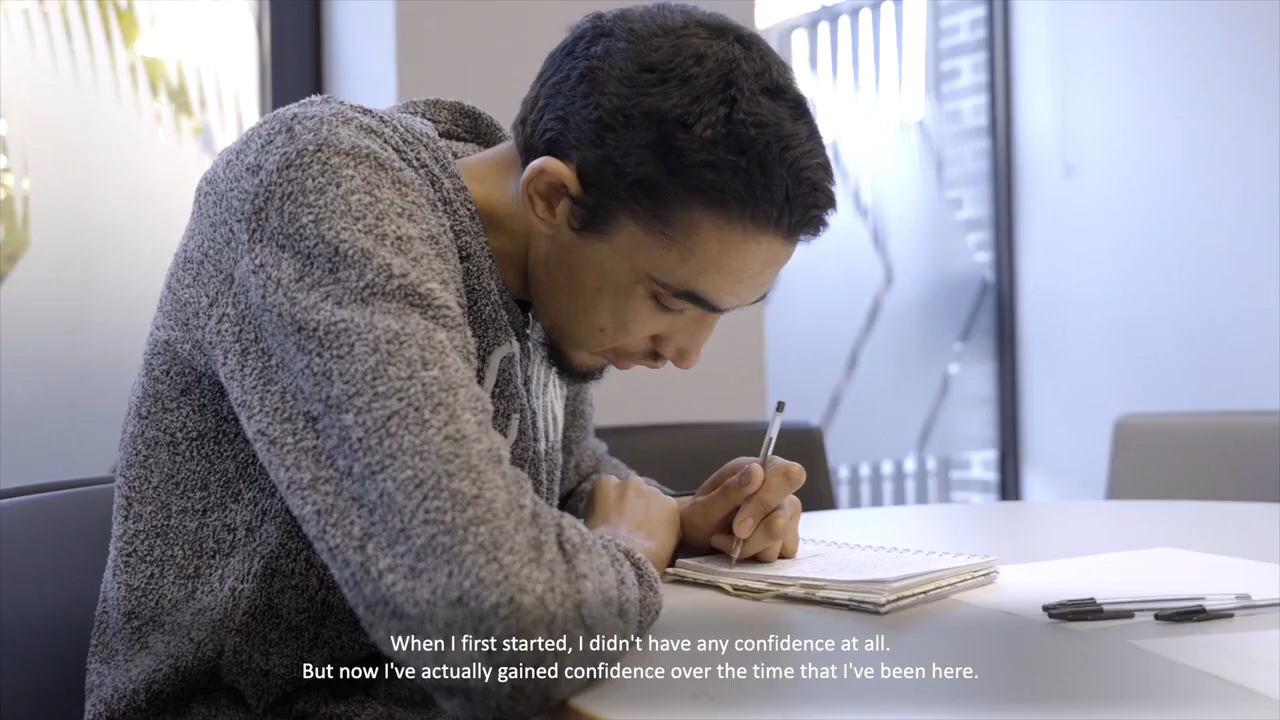 When I first started, I didn't have any confidence at all.
But now I've actually gained confidence over the time that I've been here.